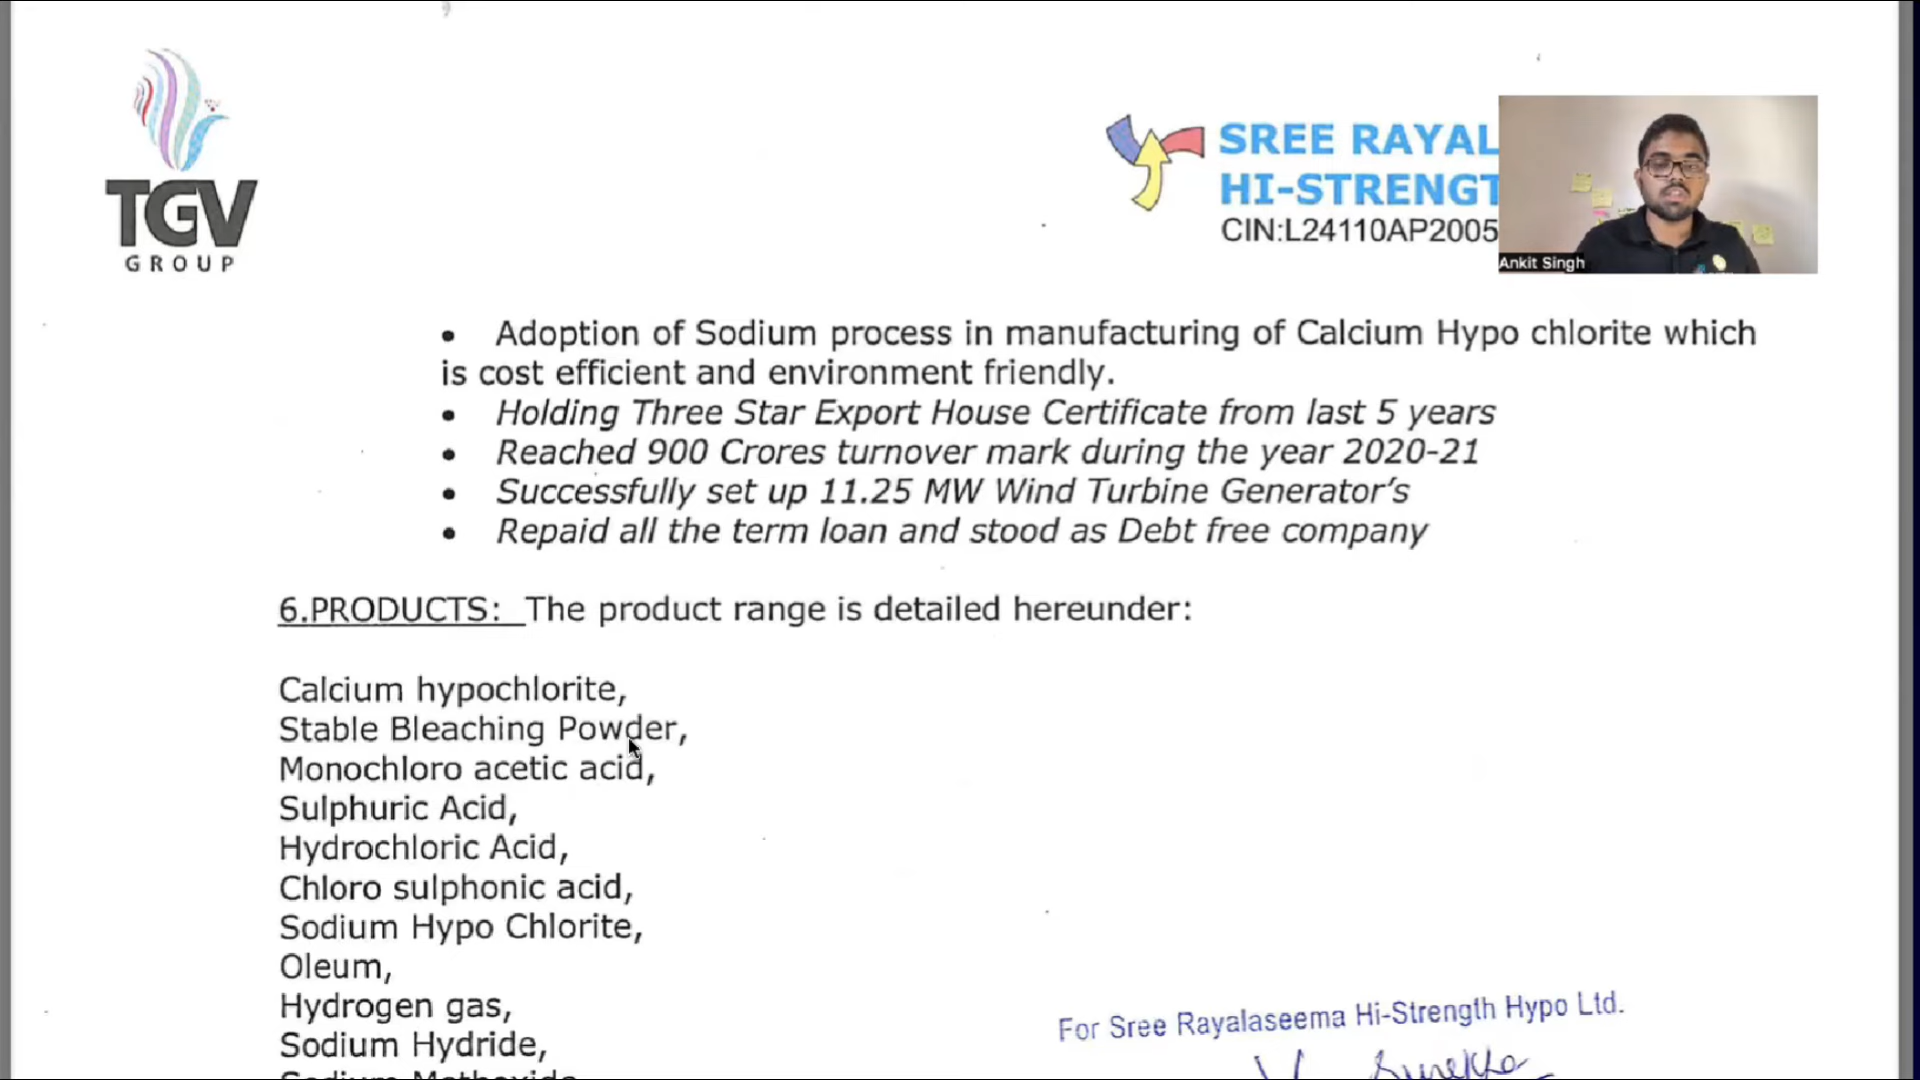 TGV
GROUP
SREE RAYAL
HI-STRENGT
CIN:L24110AP2005
Ankit Singh
• Adoption of Sodium process in manufacturing of Calcium Hypo chlorite which
is cost efficient and environment friendly.
• Holding Three Star Export House Certificate from last 5 years
• Reached 900 Crores turnover mark during the year 2020-21
• Successfully set up 11.25 MW Wind Turbine Generator's
• Repaid all the term loan and stood as Debt free company
6.PRODUCTS: The product range is detailed hereunder:
Calcium hypochlorite,
Stable Bleaching Powder,
Monochloro acetic acid,
Sulphuric Acid,
Hydrochloric Acid,
Chloro sulphonic acid,
Sodium Hypo Chlorite,
Oleum,
Hydrogen gas,
Sodium Hydride,
For Sree Rayalaseema Hi-Strength Hypo Ltd.